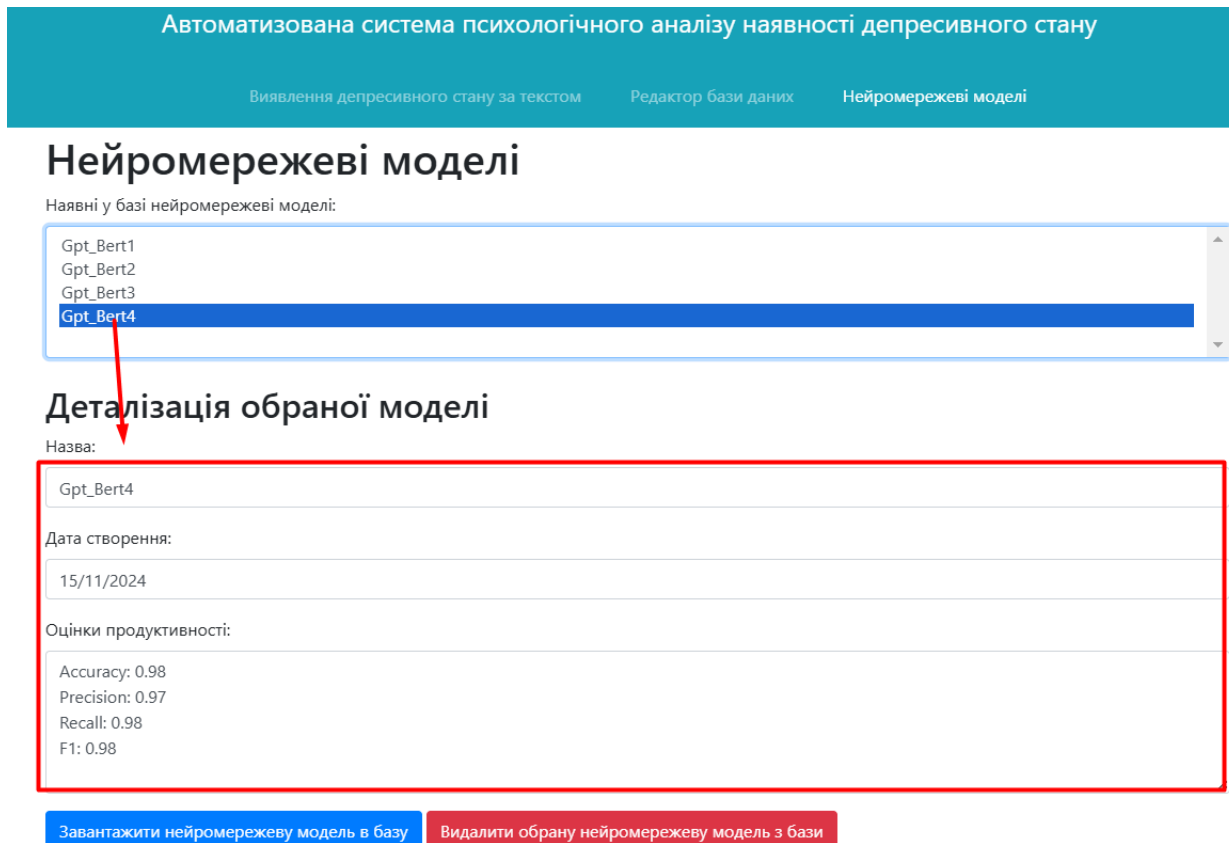 Автоматизована система психологічного аналізу наявності депресивного стану
Виявлення депресивного стану за текстом Редактор бази даних Нейромережеві моделі
Нейромережеві моделі
Наявні у базі нейромережеві моделі:
Gpt_Bert1
Gpt_Bert2
Gpt_Bert3
Gpt_Bert4
Деталізація обраної моделі
Назва:
Gpt_Bert4
Дата створення:
15/11/2024
Оцінки продуктивності:
Accuracy: 0.98
Precision: 0.97
Recall: 0.98
F1: 0.98
Завантажити нейромережеву модель в базу Видалити обрану нейромережеву модель з бази